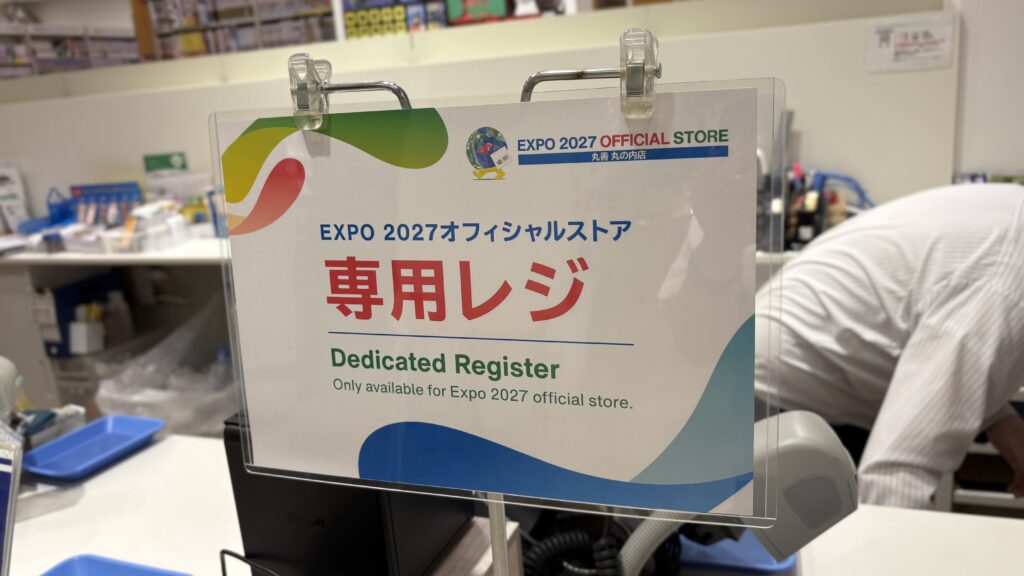 EXPO 2027 OFFICIAL STORE
丸善 丸の内店
EXPO 2027オフィシャルストア
専用レジ
Dedicated Register
Only available for Expo 2027 official store.